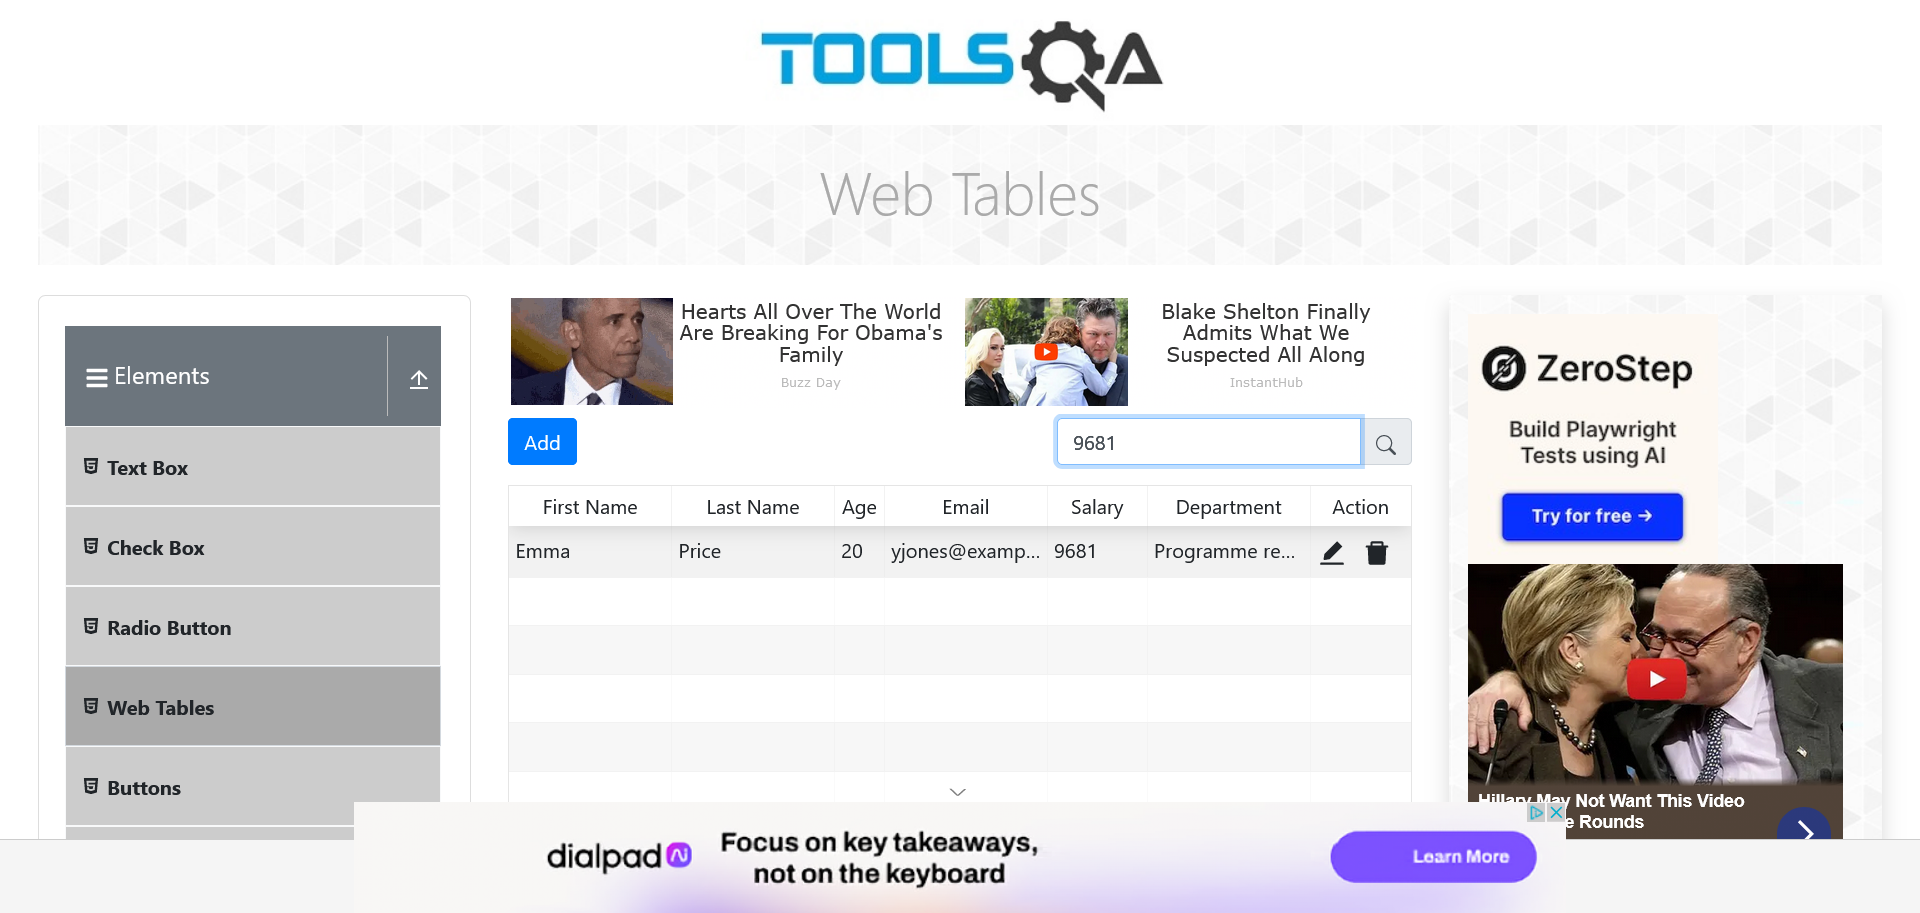 TOOLSQA
Web Tables
Elements
Text Box
Check Box
Radio Button
Web Tables
Buttons
Hearts All Over The World
Are Breaking For Obama's
Family
Buzz Day
Blake Shelton Finally
Admits What We
Suspected All Along
InstantHub
Add
9681
First Name Last Name Age Email Salary Department Action
Emma Price 20 yjones@examp... 9681 Programme re...
ZeroStep
Build Playwright
Tests using AI
Try for free →
Hillary May Not Want This Video
e Rounds
dialpad Ai
Focus on key takeaways,
not on the keyboard
Learn More